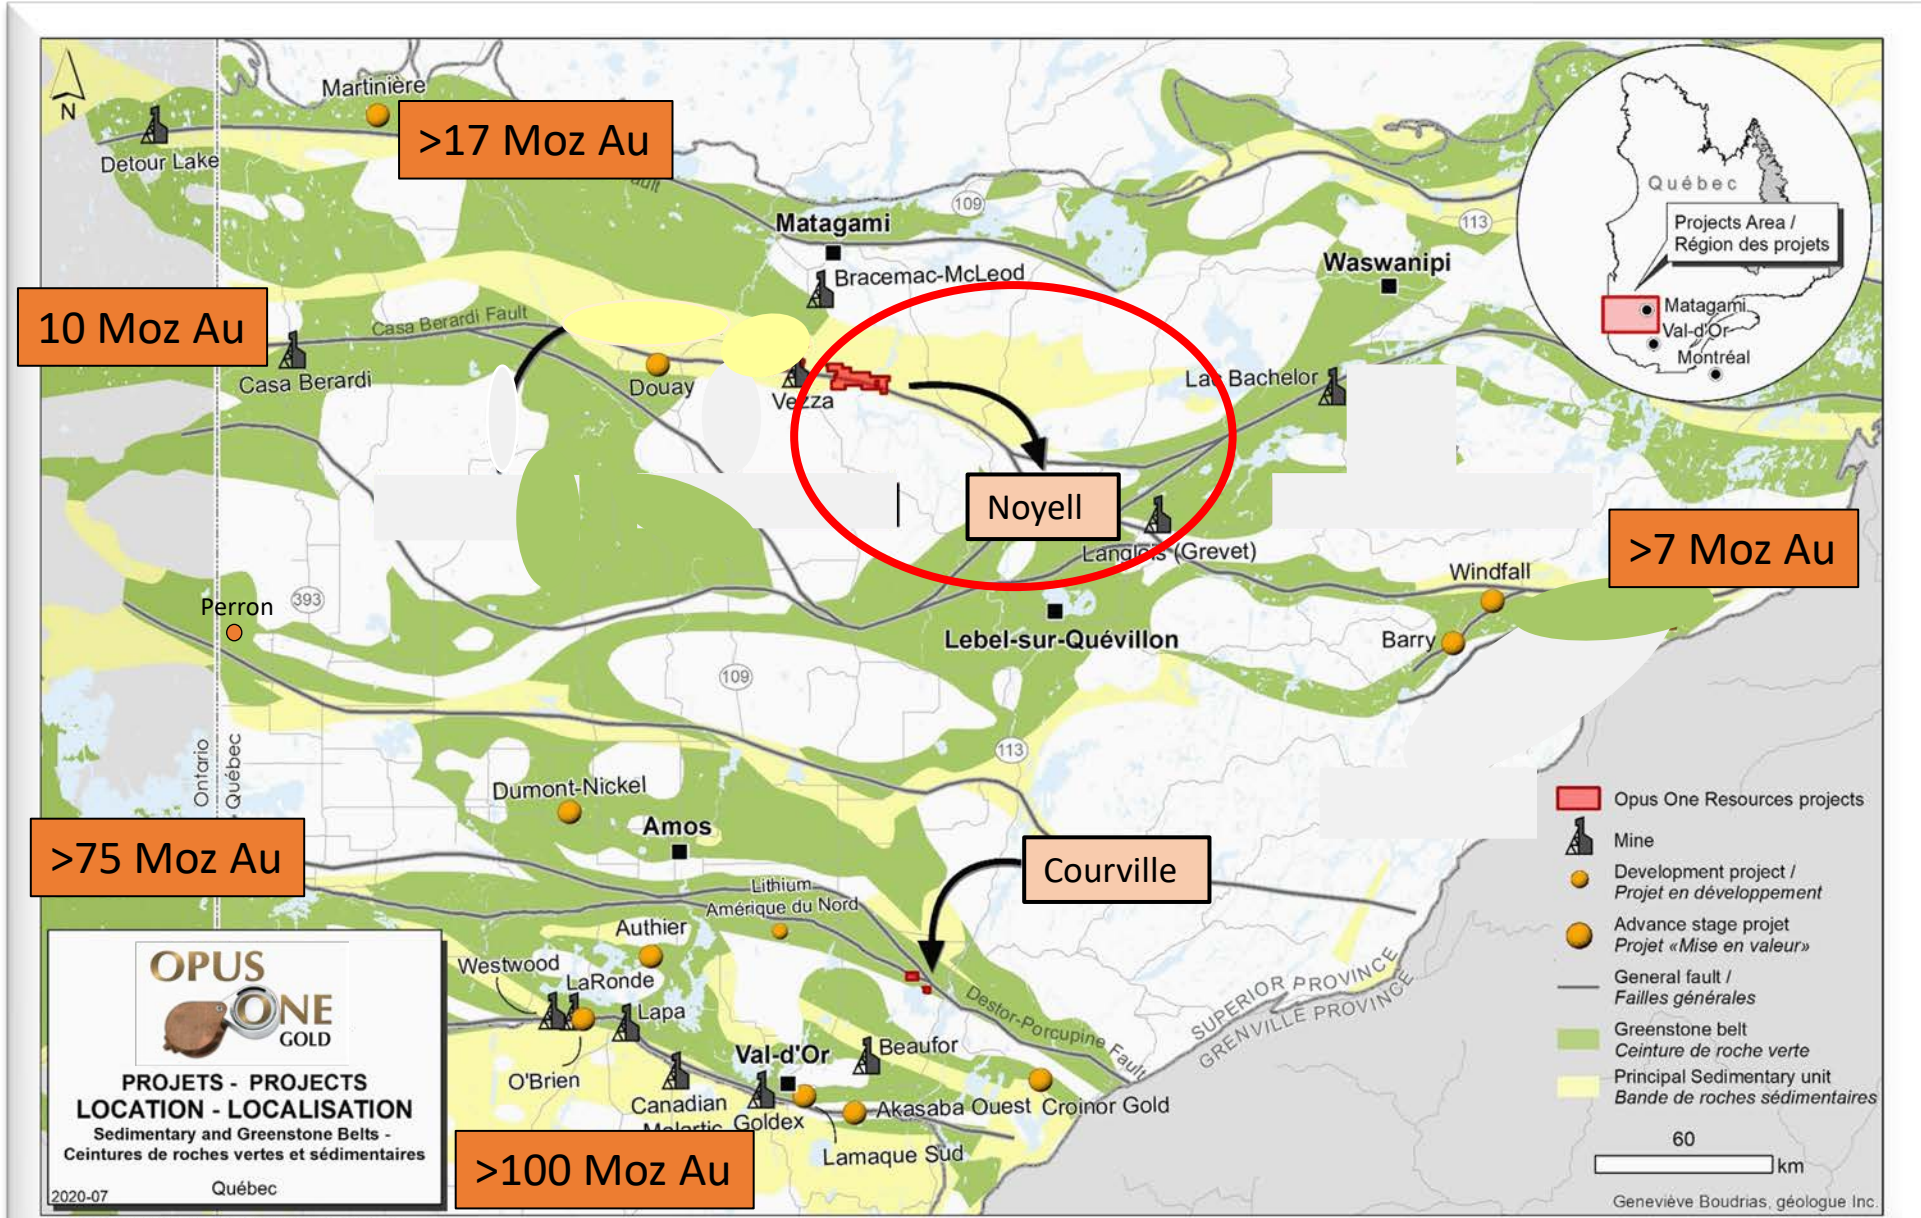 N
Martinière
>17 Moz Au
Detour Lake
109
113
Québec
Projects Area /
Région des projets
Matagami
Val-d'Or
Montréal
Matagami
Bracemac-McLeod
Waswanipi
10 Moz Au
Casa Berardi Fault
Casa Berardi
Douay
Vezza
Lac Bachelor
Noyell
Langlois (Grevet)
>7 Moz Au
Windfall
Perron
393
Lebel-sur-Quévillon
Barry
109
113
Ontario
Québec
Dumont-Nickel
Amos
>75 Moz Au
Courville
Lithium
Amérique du Nord
Authier
Westwood
LaRonde
Lapa
O'Brien
Val-d'Or
Beaufor
Canadian
Malartic
Goldex
Akasaba Ouest
Croinor Gold
Lamaque Sud
Destor-Porcupine Fault
SUPERIOR PROVINCE
GRENVILLE PROVINCE
>100 Moz Au
OPUS
ONE
GOLD
PROJETS - PROJECTS
LOCATION - LOCALISATION
Sedimentary and Greenstone Belts -
Ceintures de roches vertes et sédimentaires
Québec
2020-07
Opus One Resources projects
Mine
Development project /
Projet en développement
Advance stage projet
Projet «Mise en valeur»
General fault /
Failles générales
Greenstone belt
Ceinture de roche verte
Principal Sedimentary unit
Bande de roches sédimentaires
60
km
Geneviève Boudrias, géologue Inc.